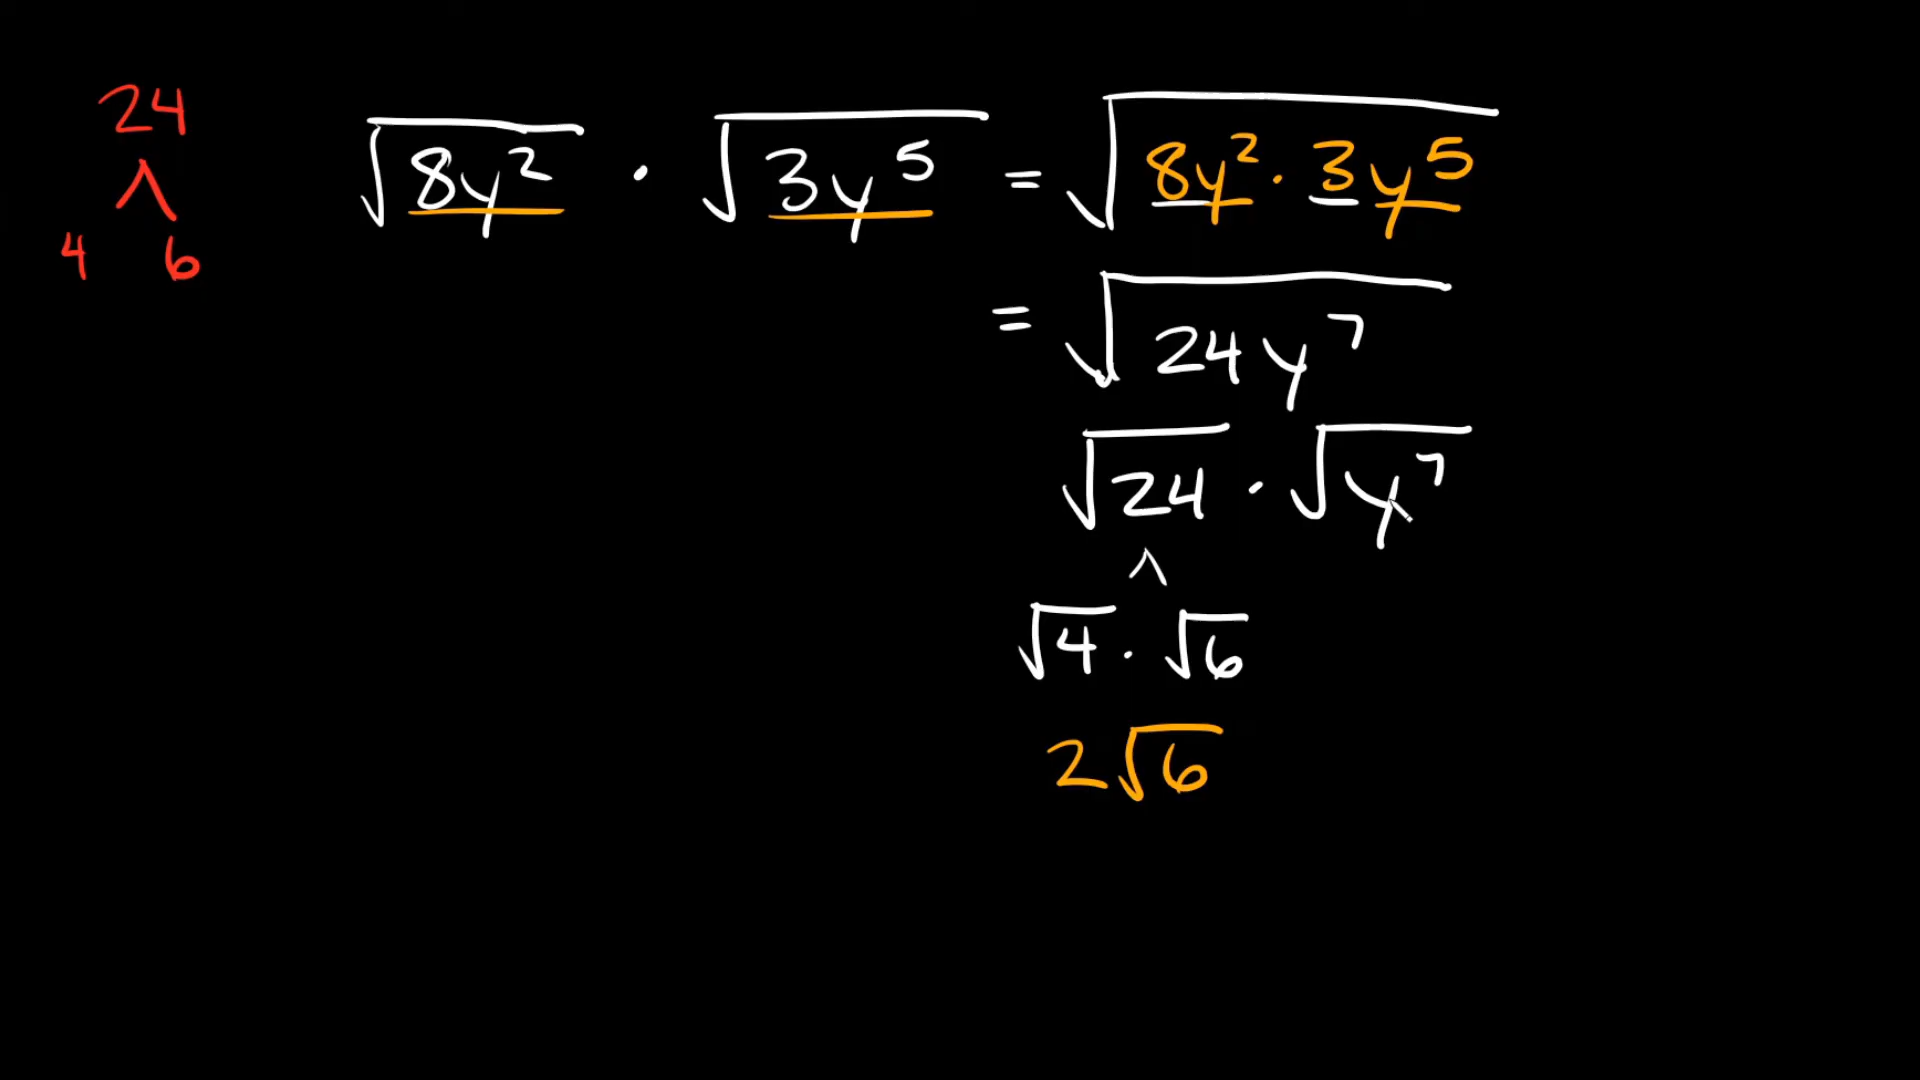 24
4 6
√8y² · √3y⁵ = √8y² · 3y⁵
= √24y⁷
√24 · √y⁷
√4 · √6
2√6